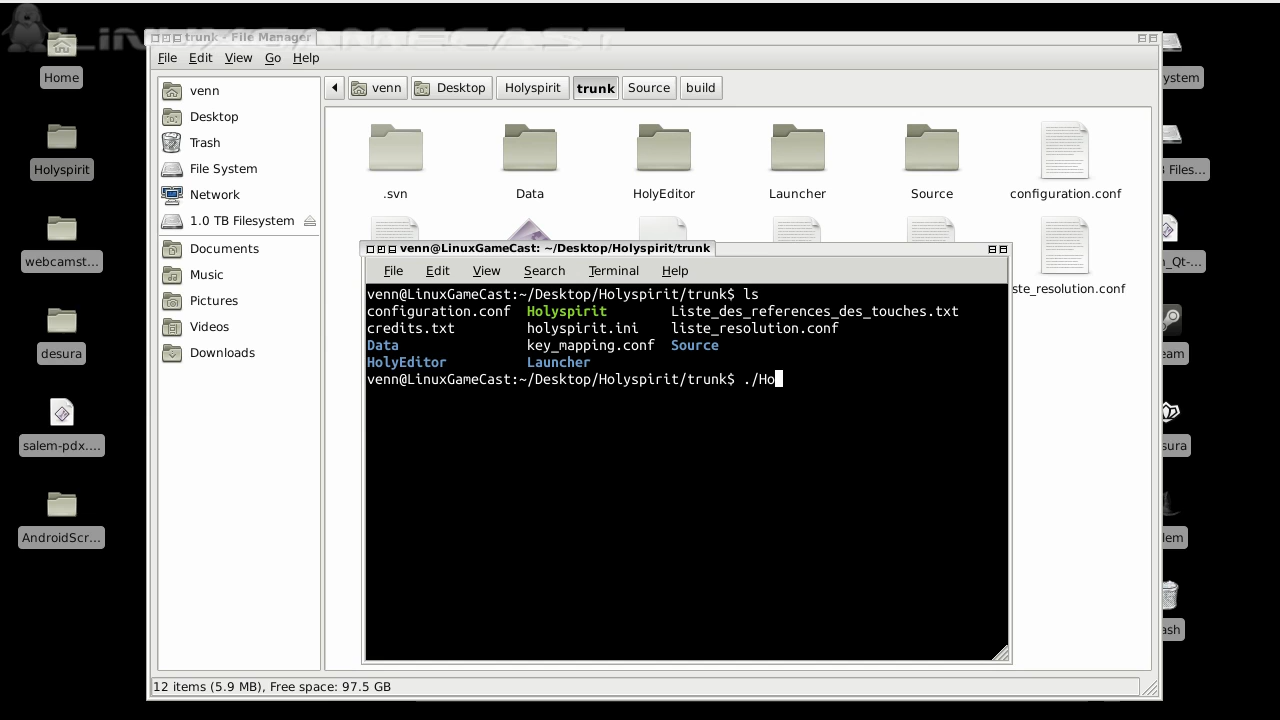 LINUXGAMECAST
trunk - File Manager
File Edit View Go Help
venn Desktop Holyspirit trunk Source build
Home
Holyspirit
webcamst...
desura
salem-pdx....
AndroidScr...
venn
Desktop
Trash
File System
Network
1.0 TB Filesystem
Documents
Music
Pictures
Videos
Downloads
.svn Data HolyEditor Launcher Source configuration.conf
ste_resolution.conf
venn@LinuxGameCast: ~/Desktop/Holyspirit/trunk
File Edit View Search Terminal Help
venn@LinuxGameCast:~/Desktop/Holyspirit/trunk$ ls
configuration.conf Holyspirit Liste_des_references_des_touches.txt
credits.txt holyspirit.ini liste_resolution.conf
Data key_mapping.conf Source
HolyEditor Launcher
venn@LinuxGameCast:~/Desktop/Holyspirit/trunk$ ./Ho
12 items (5.9 MB), Free space: 97.5 GB
ystem
Files...
_Qt-...
eam
sura
lem
ash